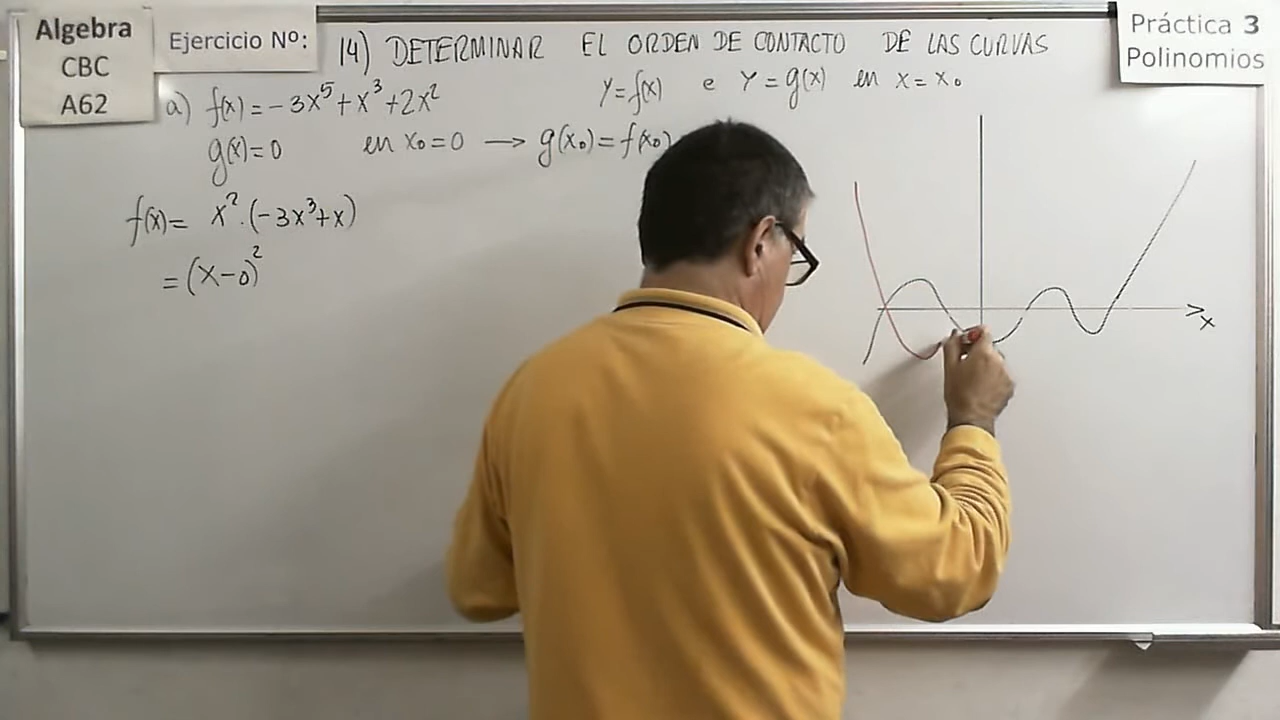 Algebra
CBC
A62
Ejercicio Nº:
Práctica 3
Polinomios
14) DETERMINAR EL ORDEN DE CONTACTO DE LAS CURVAS
y=f(x) e y=g(x) en x=x₀
a) f(x)=-3x⁵+x³+2x²
g(x)=0 en x₀=0 → g(x₀)=f(x₀)
f(x)= x².(-3x³+x)
=(x-0)²
x